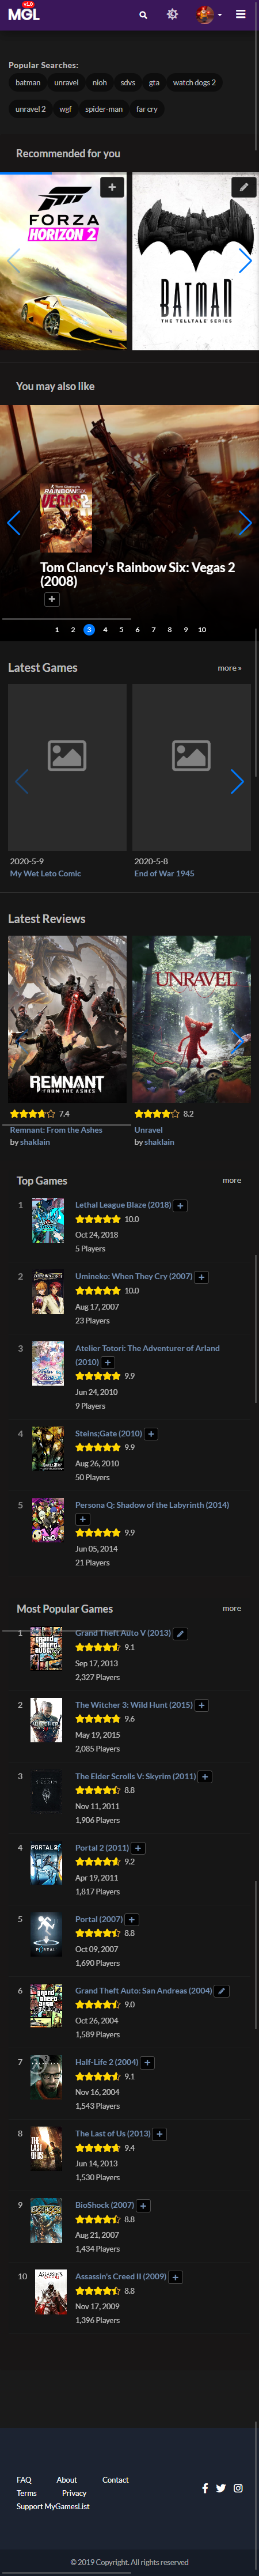 v1.0
MGL
Popular Searches:
batman unravel nioh sdvs gta watch dogs 2
unravel 2 wgf spider-man far cry
Recommended for you
FORZA
HORIZON 2
BATMAN
THE TELLTALE SERIES
You may also like
Tom Clancy's
RAINBOWSIX
VEGAS
2
Tom Clancy's Rainbow Six: Vegas 2
(2008)
+
1 2 3 4 5 6 7 8 9 10
Latest Games
more »
2020-5-9
My Wet Leto Comic
2020-5-8
End of War 1945
Latest Reviews
REMNANT
FROM THE ASHES
UNRAVEL
7.4
Remnant: From the Ashes
by shaklain
8.2
Unravel
by shaklain
Top Games
more
1
Lethal League Blaze (2018) +
10.0
Oct 24, 2018
5 Players
2
Umineko: When They Cry (2007) +
10.0
Aug 17, 2007
23 Players
3
Atelier Totori: The Adventurer of Arland
(2010) +
9.9
Jun 24, 2010
9 Players
4
Steins;Gate (2010) +
9.9
Aug 26, 2010
50 Players
5
Persona Q: Shadow of the Labyrinth (2014)
+
9.9
Jun 05, 2014
21 Players
Most Popular Games
more
1
Grand Theft Auto V (2013)
9.1
Sep 17, 2013
2,327 Players
2
The Witcher 3: Wild Hunt (2015) +
9.6
May 19, 2015
2,085 Players
3
The Elder Scrolls V: Skyrim (2011) +
8.8
Nov 11, 2011
1,906 Players
4
PORTAL 2
Portal 2 (2011) +
9.2
Apr 19, 2011
1,817 Players
5
PORTAL
Portal (2007) +
8.8
Oct 09, 2007
1,690 Players
6
Grand Theft Auto: San Andreas (2004)
9.0
Oct 26, 2004
1,589 Players
7
Half-Life 2 (2004) +
9.1
Nov 16, 2004
1,543 Players
8
THE LAST OF US
The Last of Us (2013) +
9.4
Jun 14, 2013
1,530 Players
9
BIOSHOCK
BioShock (2007) +
8.8
Aug 21, 2007
1,434 Players
10
Assassin's Creed II (2009) +
8.8
Nov 17, 2009
1,396 Players
FAQ About Contact
Terms Privacy
Support MyGamesList
© 2019 Copyright. All rights reserved